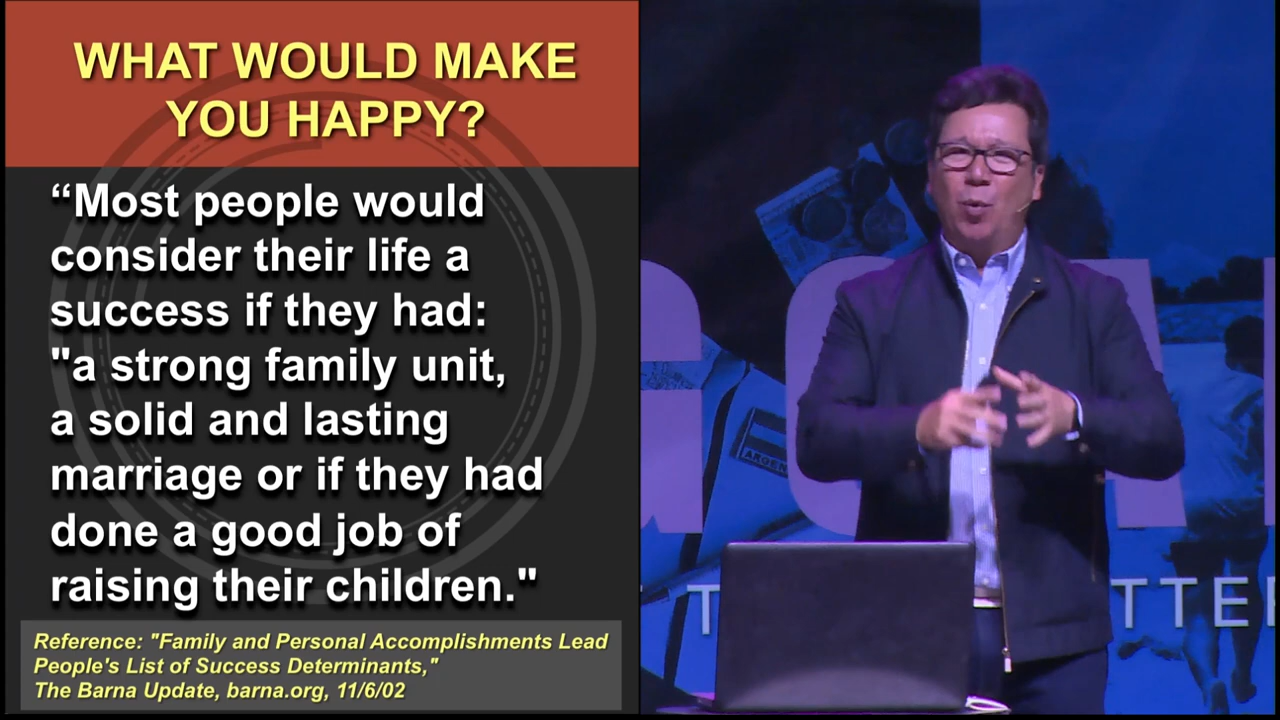 WHAT WOULD MAKE
YOU HAPPY?
“Most people would
consider their life a
success if they had:
"a strong family unit,
a solid and lasting
marriage or if they had
done a good job of
raising their children."
Reference: "Family and Personal Accomplishments Lead
People's List of Success Determinants,"
The Barna Update, barna.org, 11/6/02